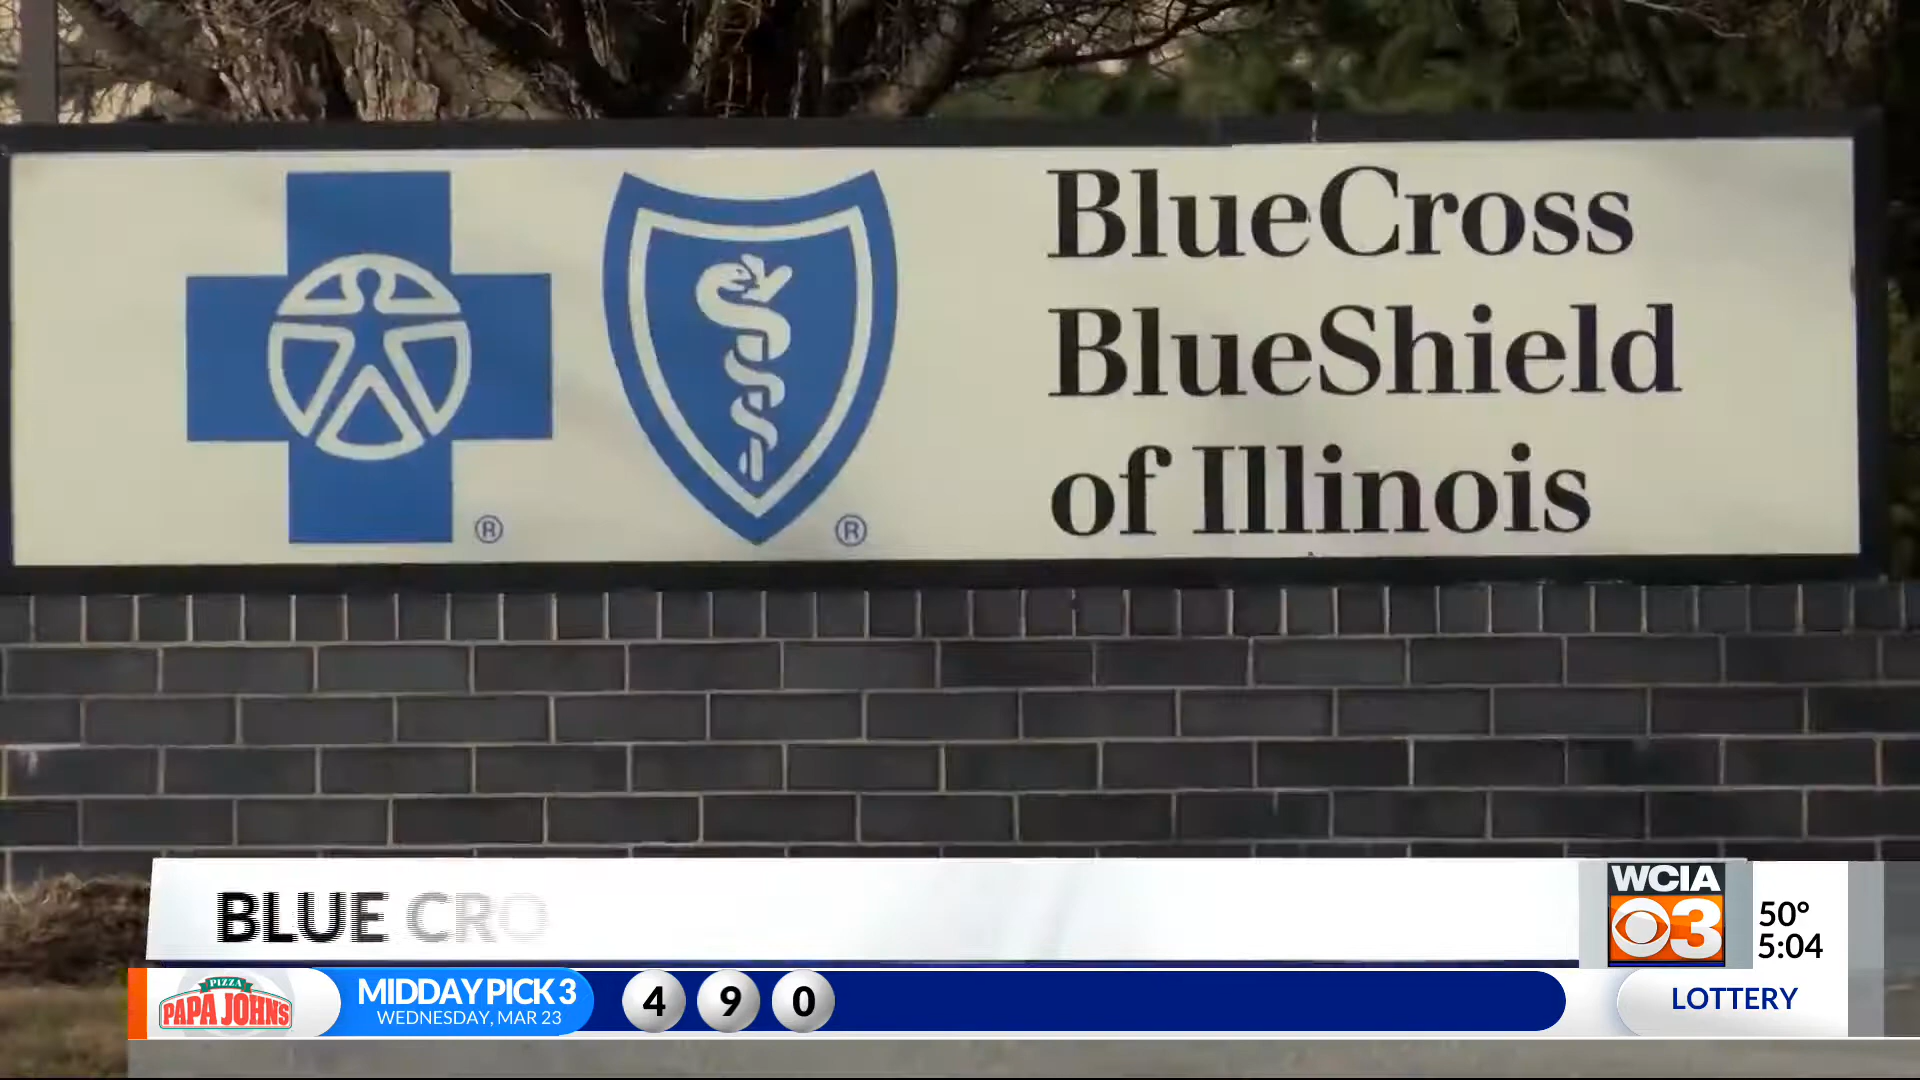 BlueCross
BlueShield
of Illinois
®
®
BLUE CRO
WCIA
3
50°
5:04
PIZZA
PAPA JOHNS
MIDDAY PICK 3
WEDNESDAY, MAR 23
4 9 0
LOTTERY